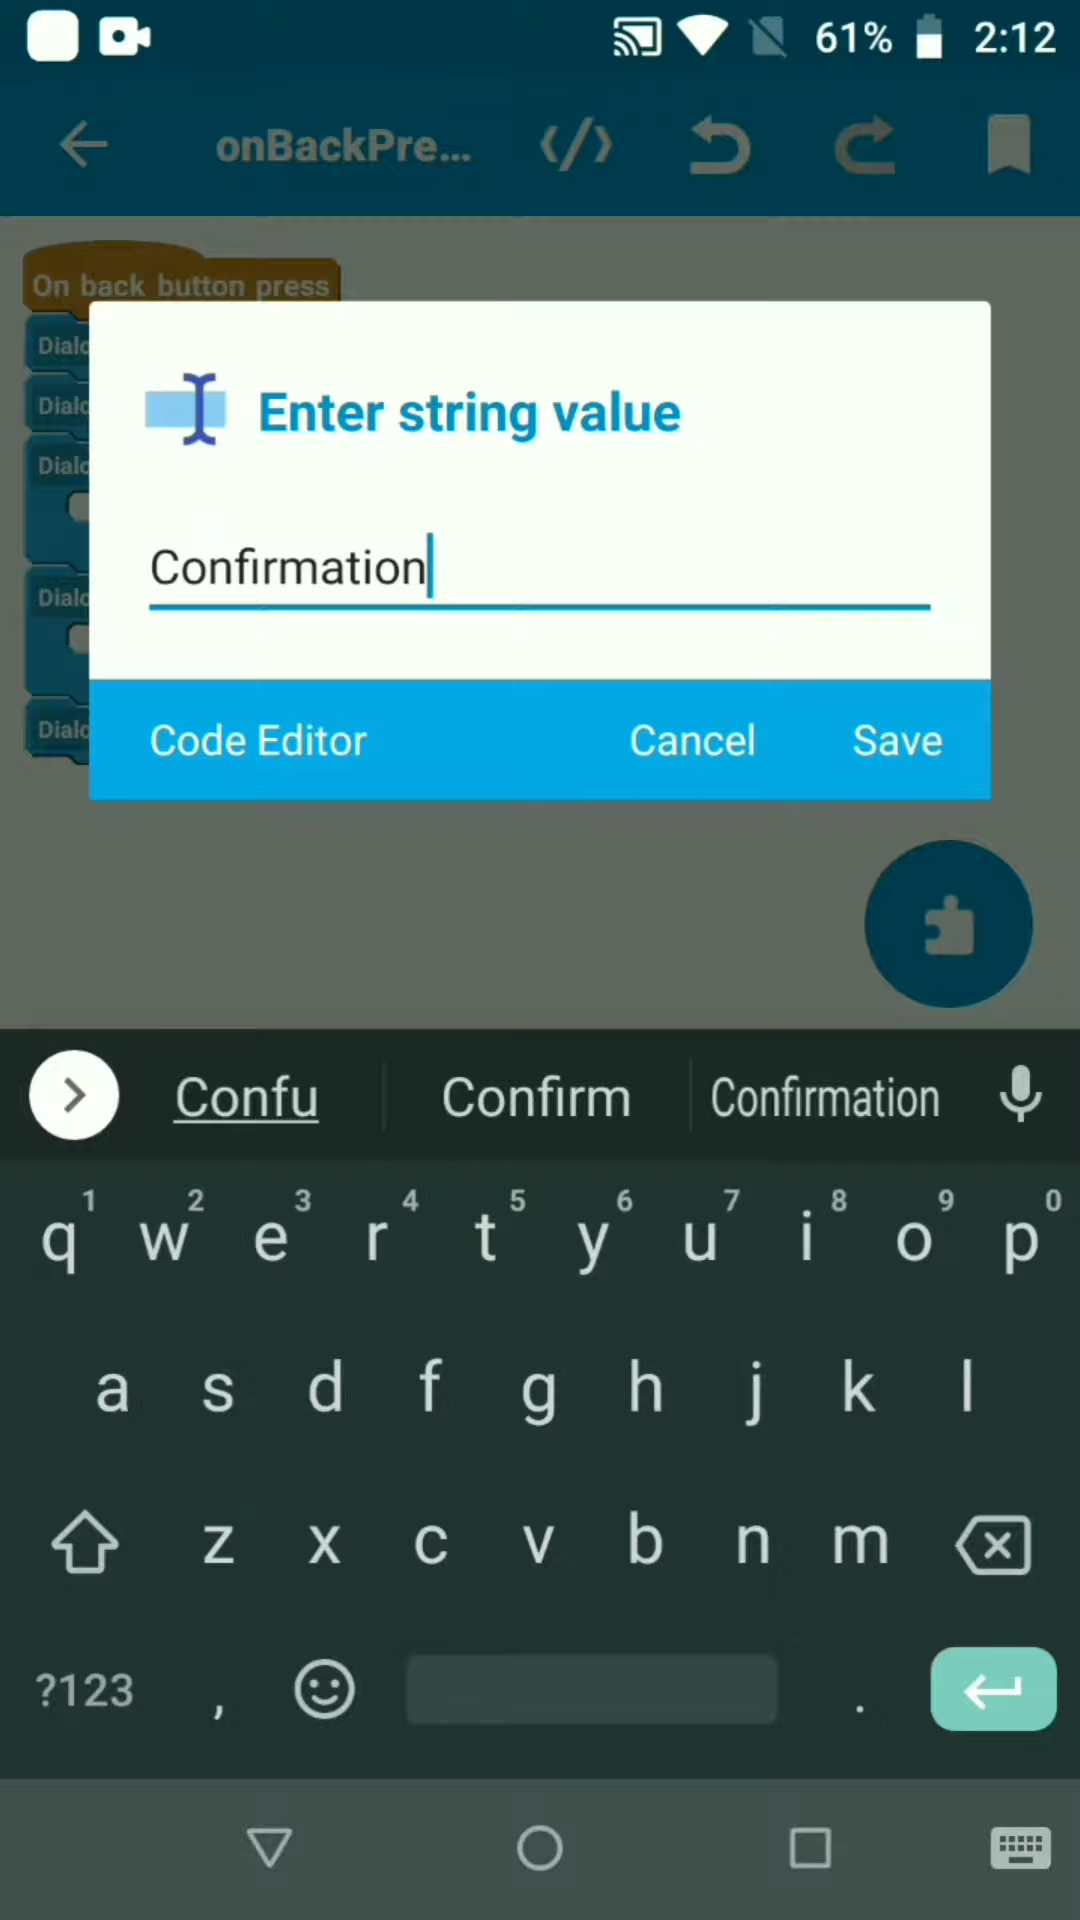 61% 2:12
onBackPre...
On back button press
Dialo
Dialo
Dialo
Dialo
Dialo
Enter string value
Confirmation
Code Editor Cancel Save
Confu Confirm Confirmation
1 2 3 4 5 6 7 8 9 0
q w e r t y u i o p
a s d f g h j k l
z x c v b n m
?123 , .